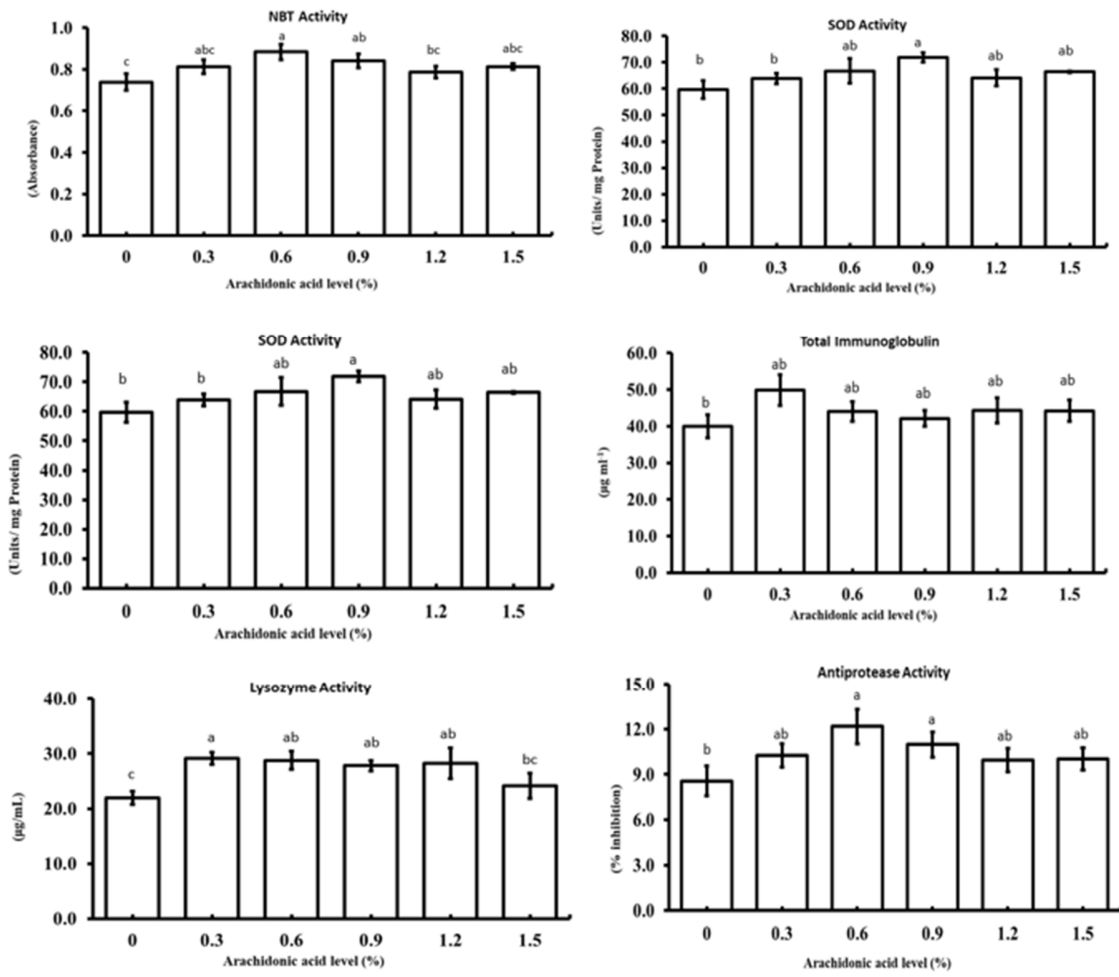 NBT Activity
1.0
0.8
0.6
0.4
0.2
0.0
(Absorbance)
c abc a ab bc abc
0 0.3 0.6 0.9 1.2 1.5
Arachidonic acid level (%)
SOD Activity
80.0
70.0
60.0
50.0
40.0
30.0
20.0
10.0
0.0
(Units/ mg Protein)
b b ab a ab ab
0 0.3 0.6 0.9 1.2 1.5
Arachidonic acid level (%)
SOD Activity
80.0
70.0
60.0
50.0
40.0
30.0
20.0
10.0
0.0
(Units/ mg Protein)
b b ab a ab ab
0 0.3 0.6 0.9 1.2 1.5
Arachidonic acid level (%)
Total Immunoglobulin
60.0
50.0
40.0
30.0
20.0
10.0
0.0
(µg ml⁻¹)
b ab ab ab ab ab
0 0.3 0.6 0.9 1.2 1.5
Arachidonic acid level (%)
Lysozyme Activity
40.0
30.0
20.0
10.0
0.0
(µg/mL)
c a ab ab ab bc
0 0.3 0.6 0.9 1.2 1.5
Arachidonic acid level (%)
Antiprotease Activity
15.0
12.0
9.0
6.0
3.0
0.0
(% inhibition)
b ab a a ab ab
0 0.3 0.6 0.9 1.2 1.5
Arachidonic acid level (%)